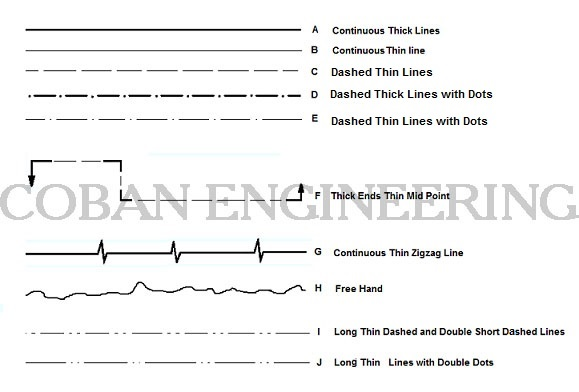 A Continuous Thick Lines
B Continuous Thin line
C Dashed Thin Lines
D Dashed Thick Lines with Dots
E Dashed Thin Lines with Dots
COBAN ENGINEERING
F Thick Ends Thin Mid Point
G Continuous Thin Zigzag Line
H Free Hand
I Long Thin Dashed and Double Short Dashed Lines
J Long Thin Lines with Double Dots